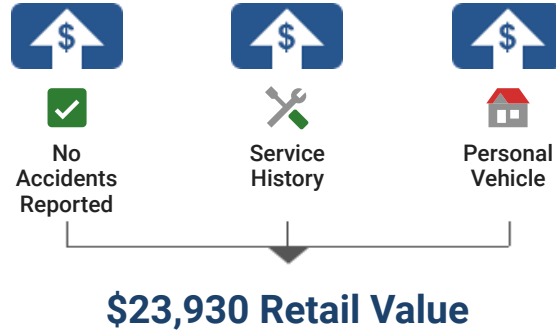 $ $ $
No
Accidents
Reported
Service
History
Personal
Vehicle
$23,930 Retail Value